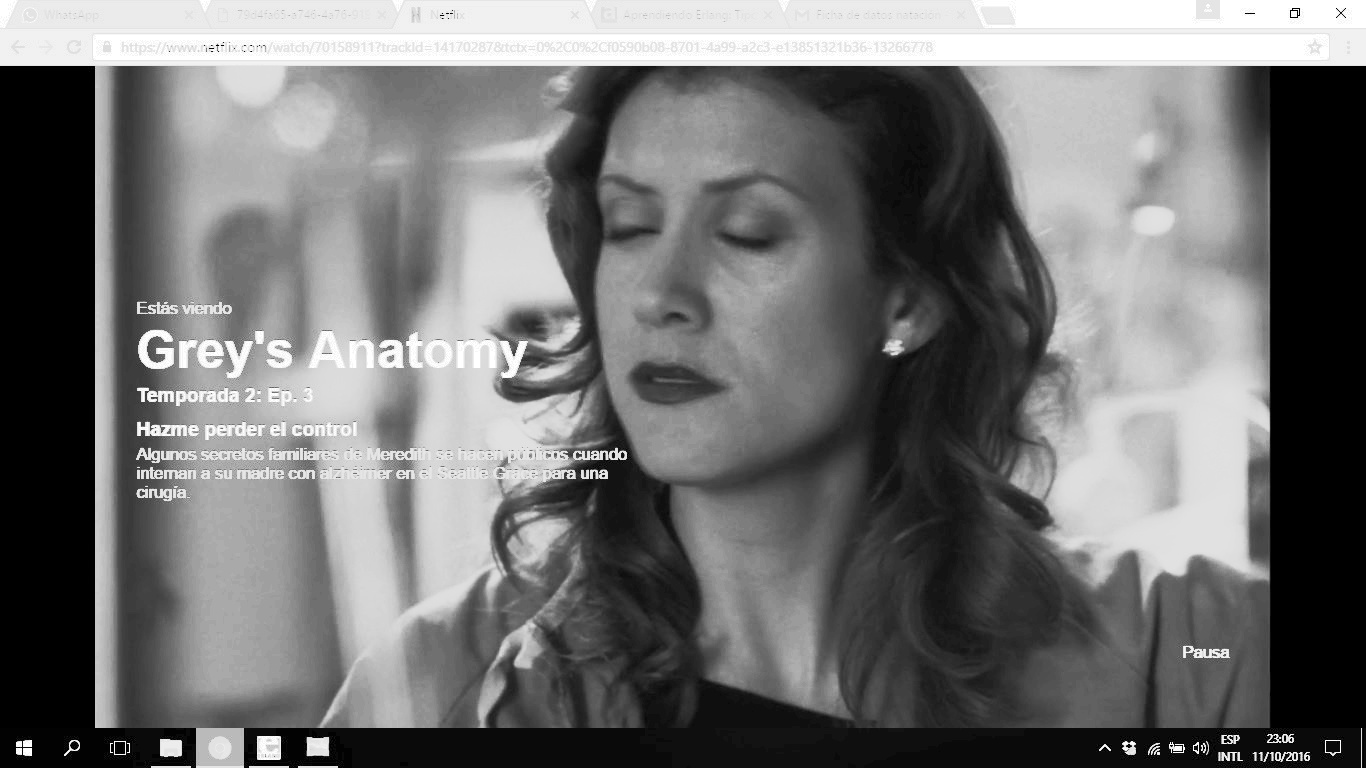 WhatsApp
79d4fa65-a746-4a76-9
Netflix
Aprendiendo Erlang: Tip
Ficha de datos natación
https://www.netflix.com/watch/70158911?trackId=14170287&tctx=0%2C0%2Cf0590b08-8701-4a99-a2c3-e13851321b36-13266778
Estás viendo
Grey's Anatomy
Temporada 2: Ep. 3
Hazme perder el control
Algunos secretos familiares de Meredith se hacen públicos cuando
internan a su madre con alzhéimer en el Seattle Grace para una
cirugía.
Pausa
ESP
INTL
23:06
11/10/2016